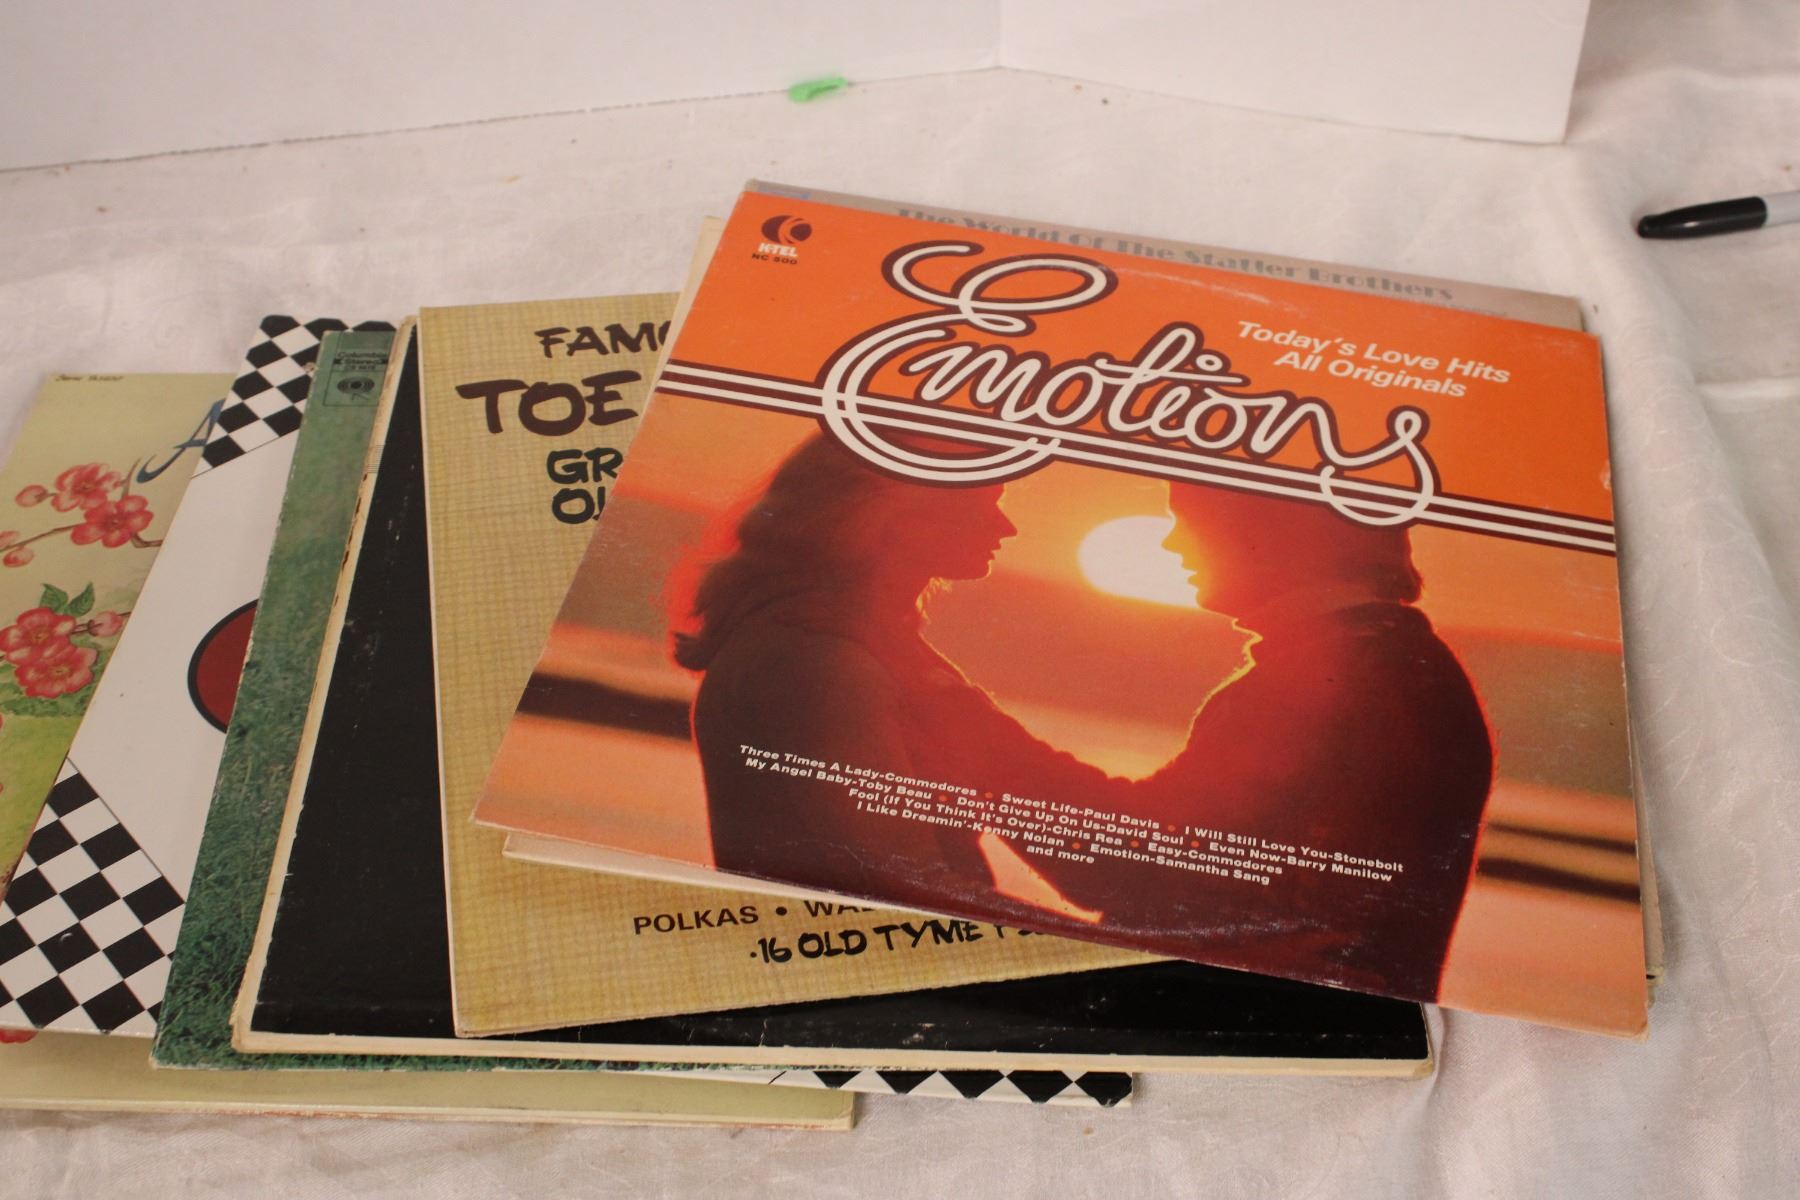 The World Of The Statler Brothers
K-TEL
NC 500
Emotions
Today's Love Hits
All Originals
Three Times A Lady-Commodores • Sweet Life-Paul Davis • I Will Still Love You-Stonebolt
My Angel Baby-Toby Beau • Don't Give Up On Us-David Soul • Even Now-Barry Manilow
Fool (If You Think It's Over)-Chris Rea • Easy-Commodores
I Like Dreamin'-Kenny Nolan • Emotion-Samantha Sang
and more
FAMO
TOE
GR
OL
POLKAS • WAL
•16 OLD TYME
Columbia
Stereo
A